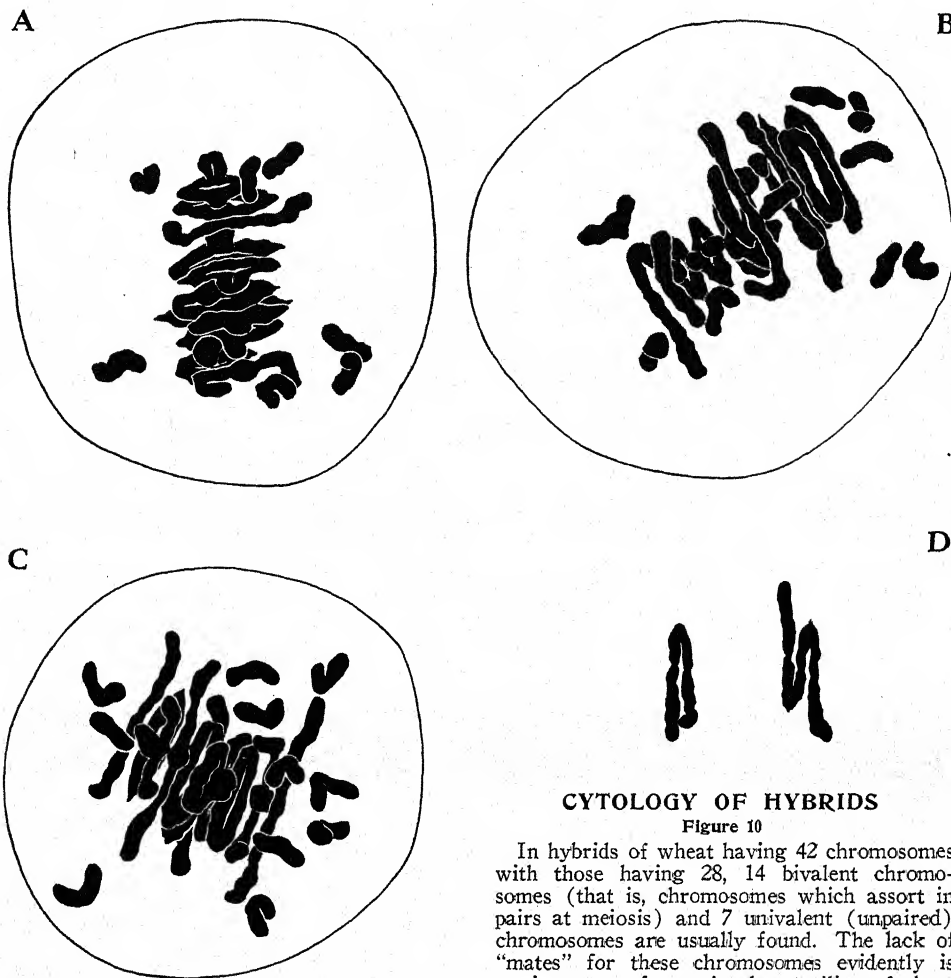 A
B
C
D
CYTOLOGY OF HYBRIDS
Figure 10
In hybrids of wheat having 42 chromosomes
with those having 28, 14 bivalent chromo-
somes (that is, chromosomes which assort in
pairs at meiosis) and 7 univalent (unpaired)
chromosomes are usually found. The lack of
"mates" for these chromosomes evidently is